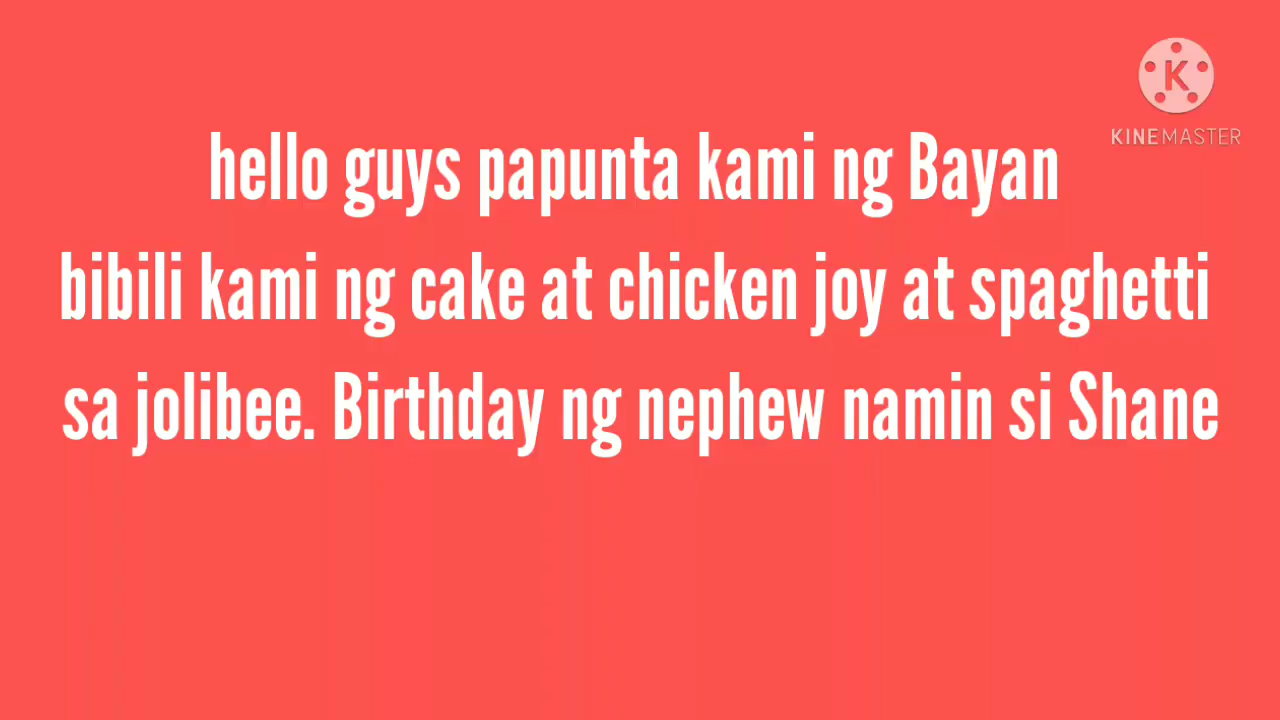 K
KINEMASTER
hello guys papunta kami ng Bayan
bibili kami ng cake at chicken joy at spaghetti
sa jolibee. Birthday ng nephew namin si Shane